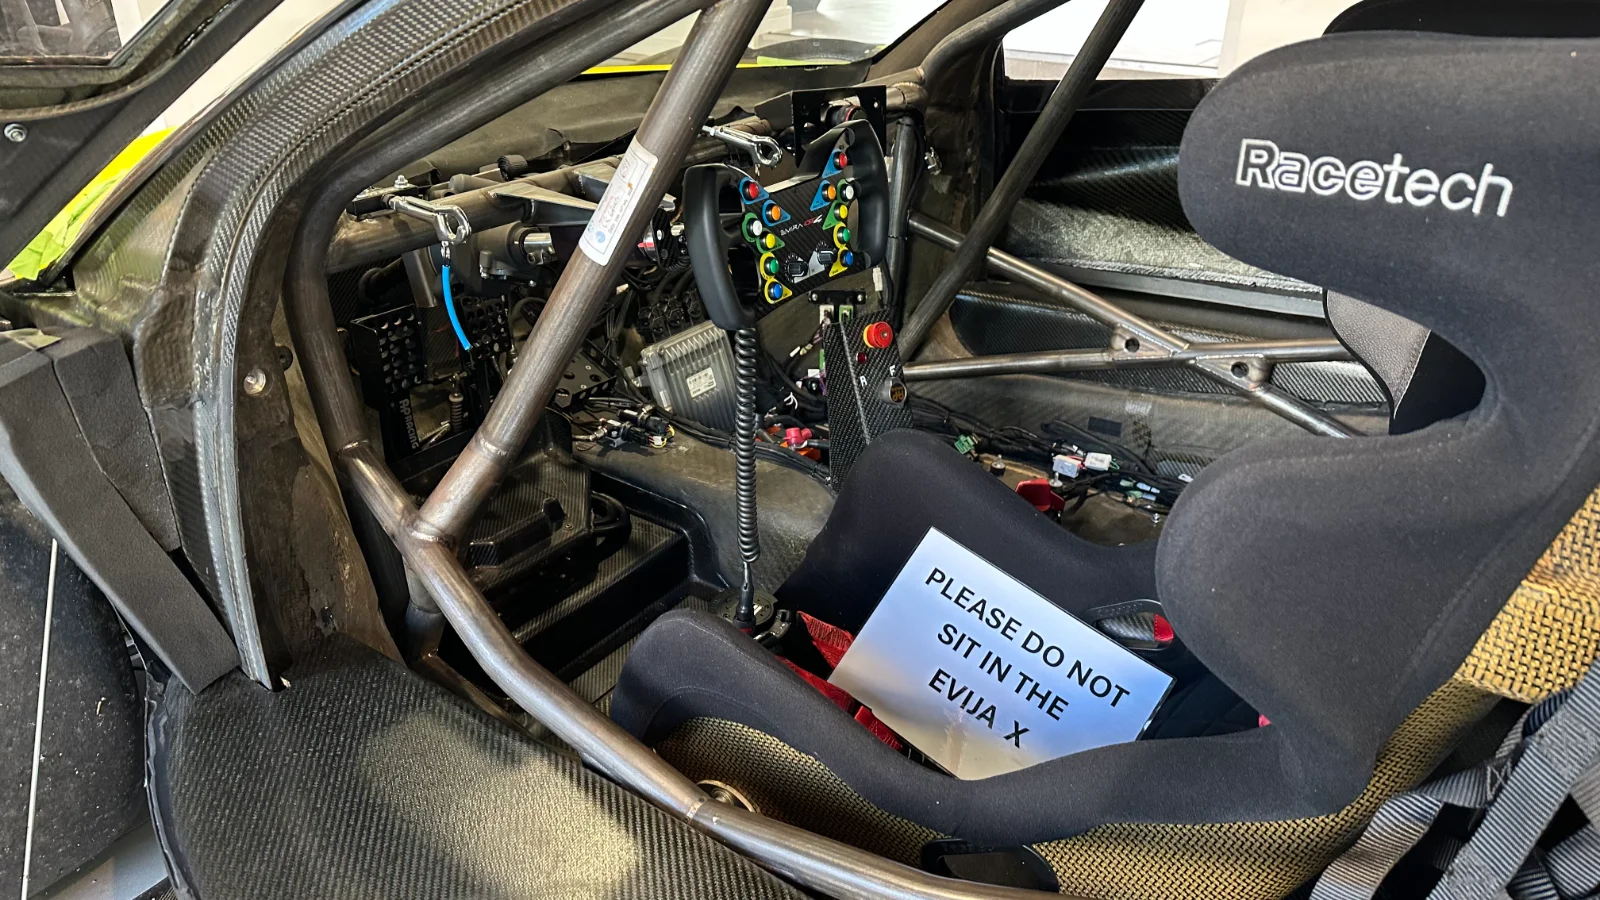 Racetech
PLEASE DO NOT
SIT IN THE
EVIJA X
R
F